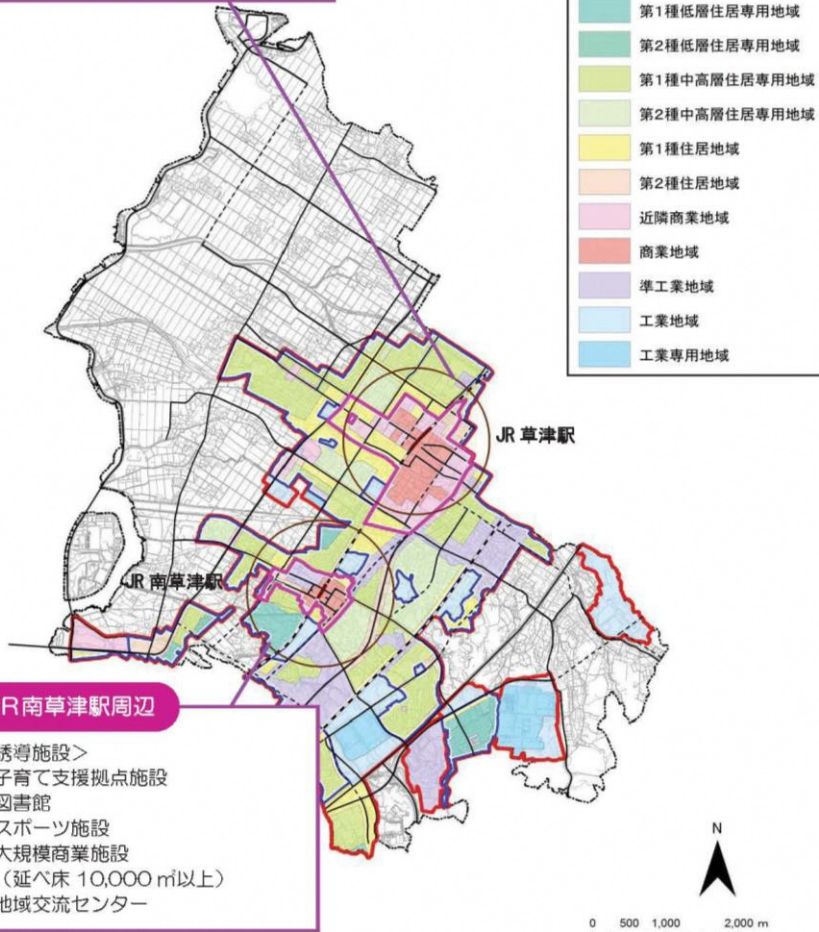 第1種低層住居専用地域
第2種低層住居専用地域
第1種中高層住居専用地域
第2種中高層住居専用地域
第1種住居地域
第2種住居地域
近隣商業地域
商業地域
準工業地域
工業地域
工業専用地域
JR 草津駅
JR 南草津駅
R南草津駅周辺
誘導施設＞
子育て支援拠点施設
図書館
スポーツ施設
大規模商業施設
（延べ床 10,000 ㎡以上）
地域交流センター
N
0 500 1,000 2,000 m